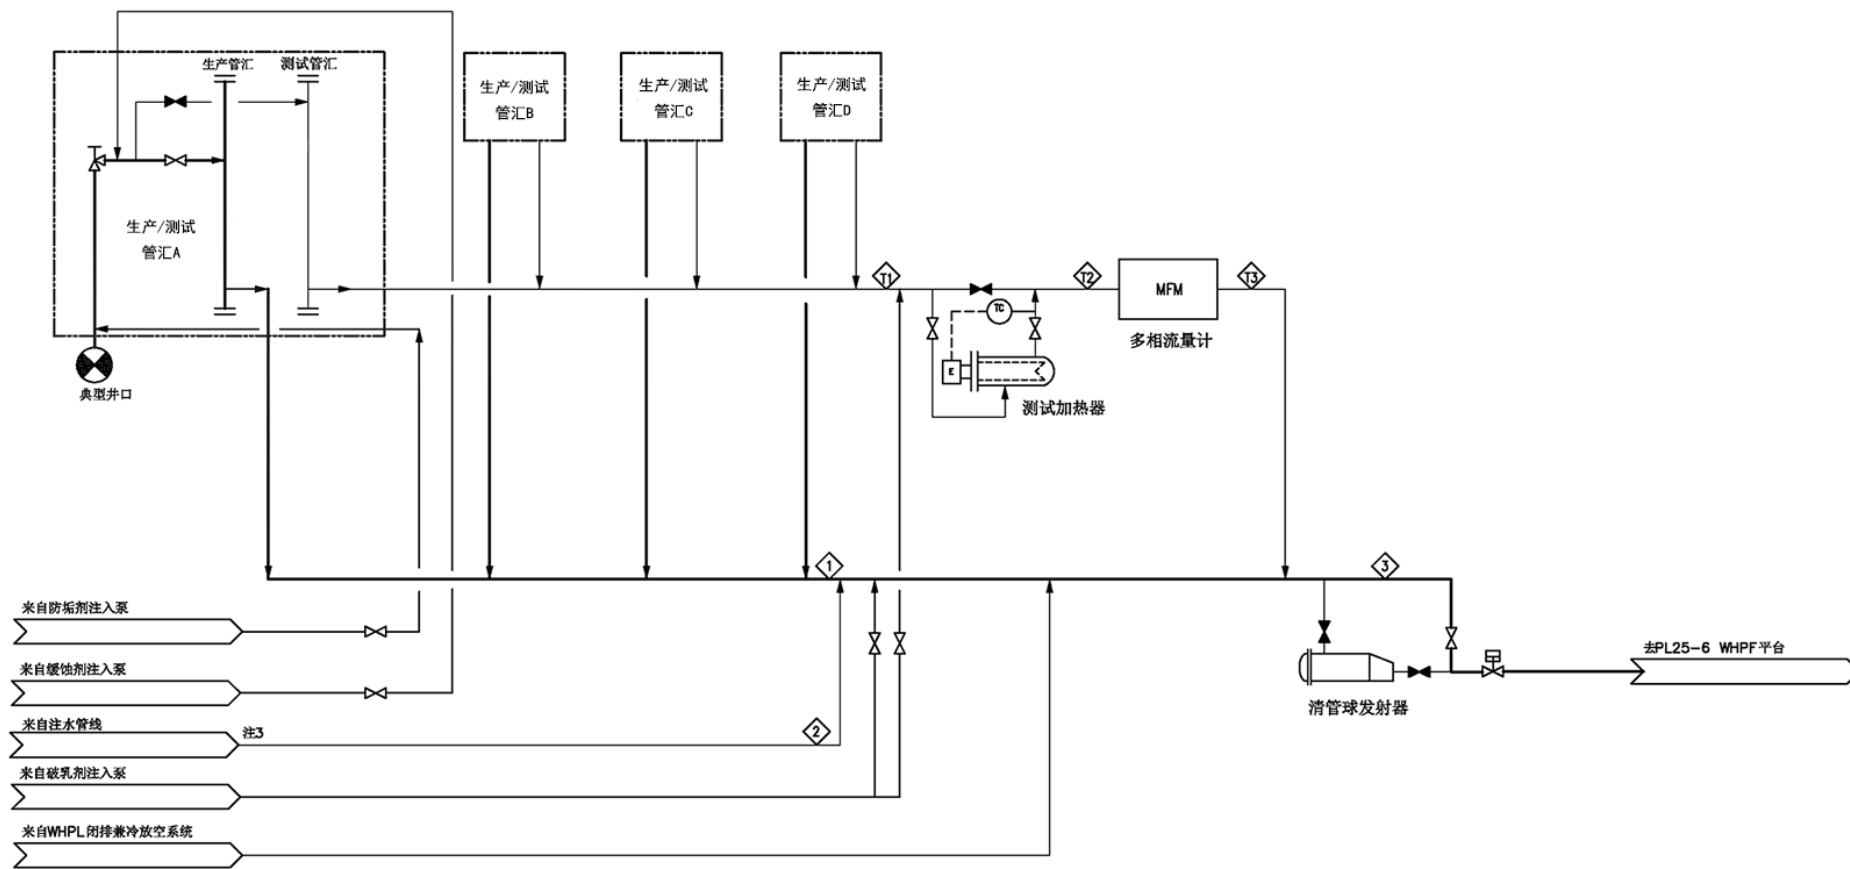 生产管汇
测试管汇
生产/测试
管汇A
生产/测试
管汇B
生产/测试
管汇C
生产/测试
管汇D
典型井口
T1
T2
MFM
T3
多相流量计
TC
E
测试加热器
1
3
来自防垢剂注入泵
来自缓蚀剂注入泵
来自注水管线
注3
2
来自破乳剂注入泵
来自WHPL闭排兼冷放空系统
清管球发射器
去PL25-6 WHPF平台